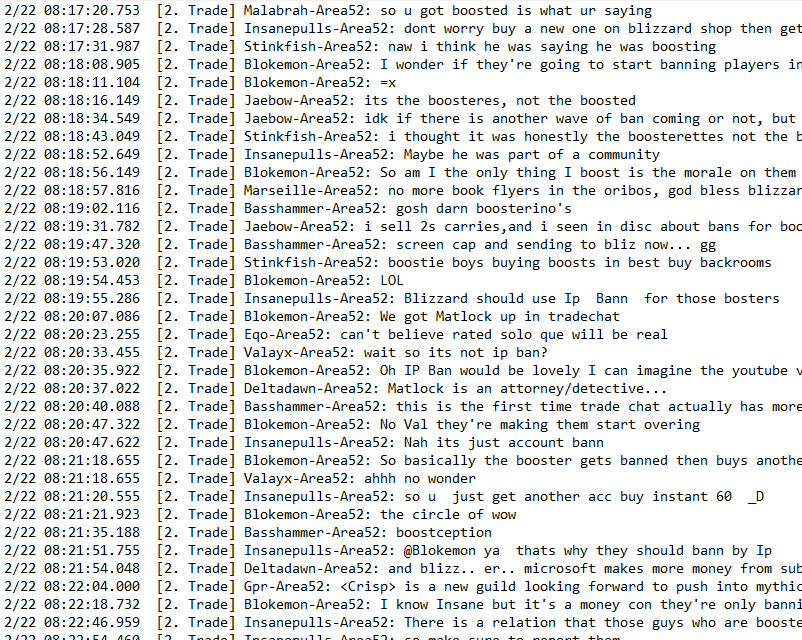 2/22 08:17:20.753  [2. Trade] Malabrah-Area52: so u got boosted is what ur saying
2/22 08:17:28.587  [2. Trade] Insanepulls-Area52: dont worry buy a new one on blizzard shop then get
2/22 08:17:31.987  [2. Trade] Stinkfish-Area52: naw i think he was saying he was boosting
2/22 08:18:08.905  [2. Trade] Blokemon-Area52: I wonder if they're going to start banning players in
2/22 08:18:11.104  [2. Trade] Blokemon-Area52: =x
2/22 08:18:16.149  [2. Trade] Jaebow-Area52: its the boosteres, not the boosted
2/22 08:18:34.549  [2. Trade] Jaebow-Area52: idk if there is another wave of ban coming or not, but
2/22 08:18:43.049  [2. Trade] Stinkfish-Area52: i thought it was honestly the boosterettes not the b
2/22 08:18:52.649  [2. Trade] Insanepulls-Area52: Maybe he was part of a community
2/22 08:18:56.149  [2. Trade] Blokemon-Area52: So am I the only thing I boost is the morale on them
2/22 08:18:57.816  [2. Trade] Marseille-Area52: no more book flyers in the oribos, god bless blizzar
2/22 08:19:02.116  [2. Trade] Basshammer-Area52: gosh darn boosterino's
2/22 08:19:31.782  [2. Trade] Jaebow-Area52: i sell 2s carries,and i seen in disc about bans for boo
2/22 08:19:47.320  [2. Trade] Basshammer-Area52: screen cap and sending to bliz now... gg
2/22 08:19:53.020  [2. Trade] Stinkfish-Area52: boostie boys buying boosts in best buy backrooms
2/22 08:19:54.453  [2. Trade] Blokemon-Area52: LOL
2/22 08:19:55.286  [2. Trade] Insanepulls-Area52: Blizzard should use Ip  Bann  for those bosters
2/22 08:20:07.086  [2. Trade] Blokemon-Area52: We got Matlock up in tradechat
2/22 08:20:23.255  [2. Trade] Eqo-Area52: can't believe rated solo que will be real
2/22 08:20:33.455  [2. Trade] Valayx-Area52: wait so its not ip ban?
2/22 08:20:35.922  [2. Trade] Blokemon-Area52: Oh IP Ban would be lovely I can imagine the youtube v
2/22 08:20:37.022  [2. Trade] Deltadawn-Area52: Matlock is an attorney/detective...
2/22 08:20:40.088  [2. Trade] Basshammer-Area52: this is the first time trade chat actually has more
2/22 08:20:47.322  [2. Trade] Blokemon-Area52: No Val they're making them start overing
2/22 08:20:47.622  [2. Trade] Insanepulls-Area52: Nah its just account bann
2/22 08:21:18.655  [2. Trade] Blokemon-Area52: So basically the booster gets banned then buys anothe
2/22 08:21:18.655  [2. Trade] Valayx-Area52: ahhh no wonder
2/22 08:21:20.555  [2. Trade] Insanepulls-Area52: so u  just get another acc buy instant 60  _D
2/22 08:21:21.923  [2. Trade] Blokemon-Area52: the circle of wow
2/22 08:21:35.188  [2. Trade] Basshammer-Area52: boostception
2/22 08:21:51.755  [2. Trade] Insanepulls-Area52: @Blokemon ya  thats why they should bann by Ip
2/22 08:21:54.048  [2. Trade] Deltadawn-Area52: and blizz.. er.. microsoft makes more money from sub
2/22 08:22:04.000  [2. Trade] Gpr-Area52: <Crisp> is a new guild looking forward to push into mythic
2/22 08:22:18.732  [2. Trade] Blokemon-Area52: I know Insane but it's a money con they're only banni
2/22 08:22:46.959  [2. Trade] Insanepulls-Area52: There is a relation that those guys who are booste
2/22 08:22:54.460  [2. Trade] Insanepulls-Area52: so make sure to report them